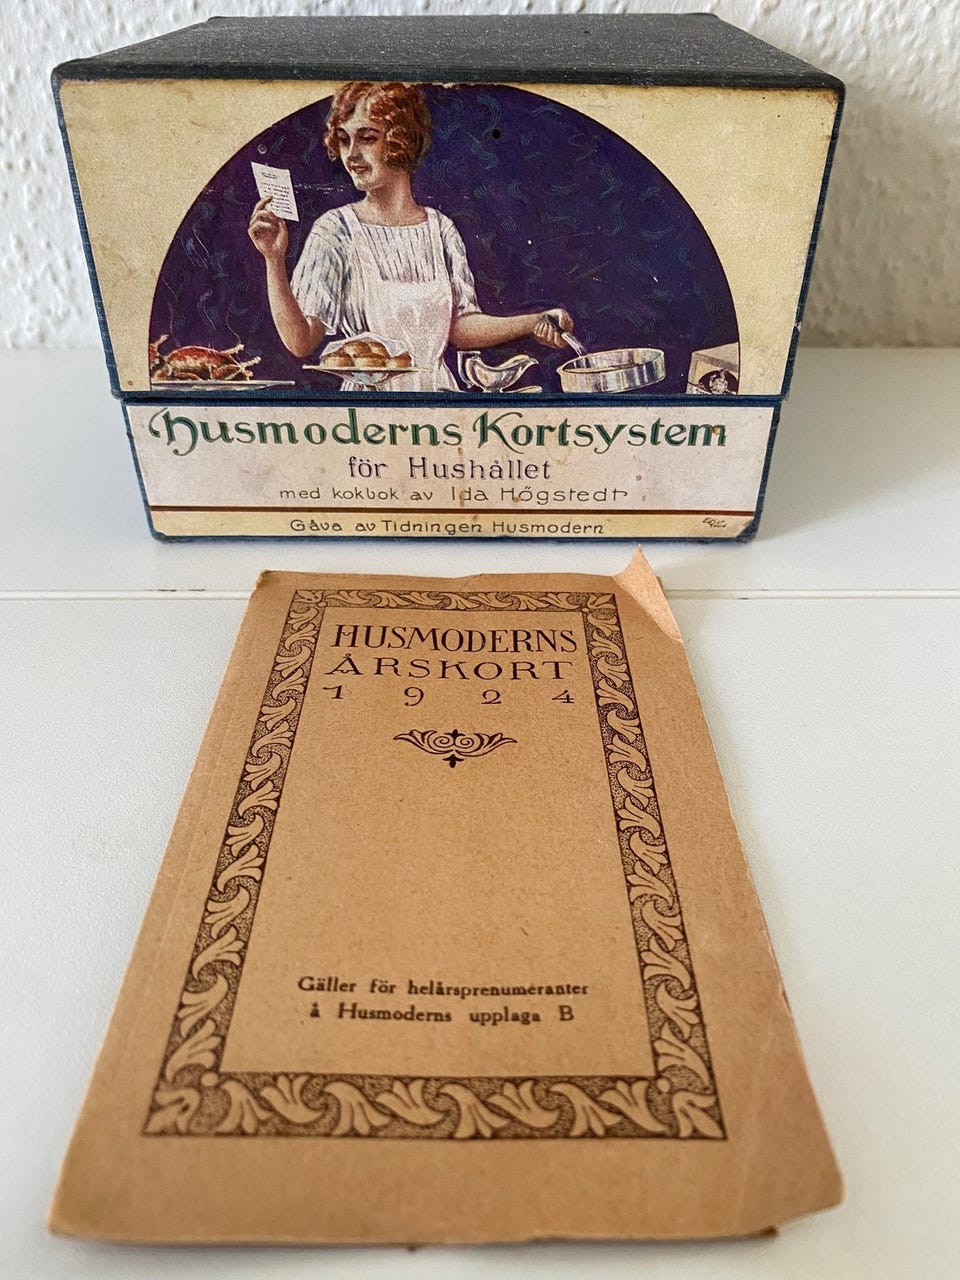 Husmoderns Kortsystem
för Hushållet
med kokbok av Ida Högstedt
Gåva av Tidningen Husmodern
HUSMODERNS
ÅRSKORT
1924
Gäller för helårsprenumeranter
å Husmoderns upplaga B